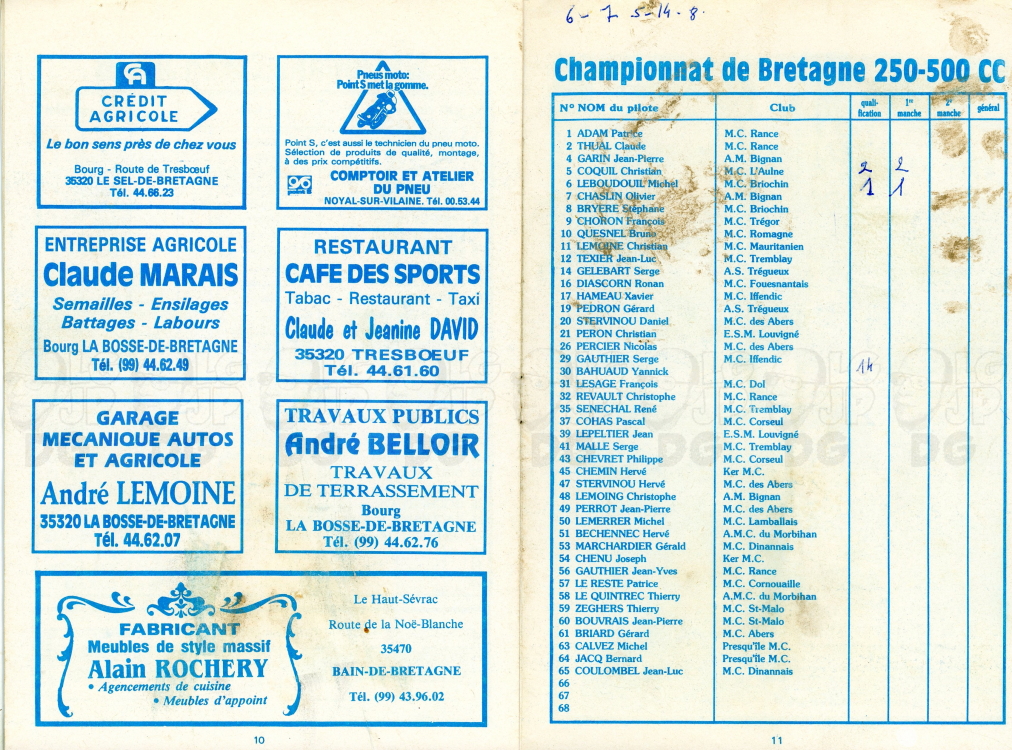 CRÉDIT
AGRICOLE
Le bon sens près de chez vous
Bourg - Route de Tresbœuf
35320 LE SEL-DE-BRETAGNE
Tél. 44.66.23
Pneus moto:
Point S met la gomme.
Point S, c'est aussi le technicien du pneu moto.
Sélection de produits de qualité, montage,
à des prix compétitifs.
COMPTOIR ET ATELIER
DU PNEU
NOYAL-SUR-VILAINE. Tél. 00.53.44
ENTREPRISE AGRICOLE
Claude MARAIS
Semailles - Ensilages
Battages - Labours
Bourg LA BOSSE-DE-BRETAGNE
Tél. (99) 44.62.49
RESTAURANT
CAFE DES SPORTS
Tabac - Restaurant - Taxi
Claude et Jeanine DAVID
35320 TRESBŒUF
Tél. 44.61.60
GARAGE
MECANIQUE AUTOS
ET AGRICOLE
André LEMOINE
35320 LA BOSSE-DE-BRETAGNE
Tél. 44.62.07
TRAVAUX PUBLICS
André BELLOIR
TRAVAUX
DE TERRASSEMENT
Bourg
LA BOSSE-DE-BRETAGNE
Tél. (99) 44.62.76
FABRICANT
Meubles de style massif
Alain ROCHERY
• Agencements de cuisine
• Meubles d'appoint
Le Haut-Sévrac
Route de la Noë-Blanche
35470
BAIN-DE-BRETAGNE
Tél. (99) 43.96.02
10
6 - 7 5 - 14 - 8.
Championnat de Bretagne 250-500 CC
N° NOM du pilote Club quali-fication 1re manche 2e manche général
1 ADAM Patrice M.C. Rance
2 THUAL Claude M.C. Rance
4 GARIN Jean-Pierre A.M. Bignan
5 COQUIL Christian M.C. L'Aulne 2 2
6 LEBOUDOUIL Michel M.C. Briochin 1 1
7 CHASLIN Olivier A.M. Bignan
8 BRYERE Stéphane M.C. Briochin
9 CHORON François M.C. Trégor
10 QUESNEL Bruno M.C. Romagne
11 LEMOINE Christian M.C. Mauritanien
12 TEXIER Jean-Luc M.C. Tremblay
14 GELEBART Serge A.S. Trégueux
16 DIASCORN Ronan M.C. Fouesnantais
17 HAMEAU Xavier M.C. Iffendic
19 PEDRON Gérard A.S. Trégueux
20 STERVINOU Daniel M.C. des Abers
21 PERON Christian E.S.M. Louvigné
26 PERCIER Nicolas M.C. des Abers
29 GAUTHIER Serge M.C. Iffendic 14
30 BAHUAUD Yannick
31 LESAGE François M.C. Dol
32 REVAULT Christophe M.C. Rance
35 SENECHAL René M.C. Tremblay
37 COHAS Pascal M.C. Corseul
39 LEPELTIER Jean E.S.M. Louvigné
41 MALLE Serge M.C. Tremblay
43 CHEVRET Philippe M.C. Corseul
45 CHEMIN Hervé Ker M.C.
47 STERVINOU Hervé M.C. des Abers
48 LEMOING Christophe A.M. Bignan
49 PERROT Jean-Pierre M.C. des Abers
50 LEMERRER Michel M.C. Lamballais
51 BECHENNEC Hervé A.M.C. du Morbihan
53 MARCHARDIER Gérald M.C. Dinannais
54 CHENU Joseph Ker M.C.
56 GAUTHIER Jean-Yves M.C. Rance
57 LE RESTE Patrice M.C. Cornouaille
58 LE QUINTREC Thierry A.M.C. du Morbihan
59 ZEGHERS Thierry M.C. St-Malo
60 BOUVRAIS Jean-Pierre M.C. St-Malo
61 BRIARD Gérard M.C. Abers
63 CALVEZ Michel Presqu'île M.C.
64 JACQ Bernard Presqu'île M.C.
65 COULOMBEL Jean-Luc M.C. Dinannais
66
67
68
11